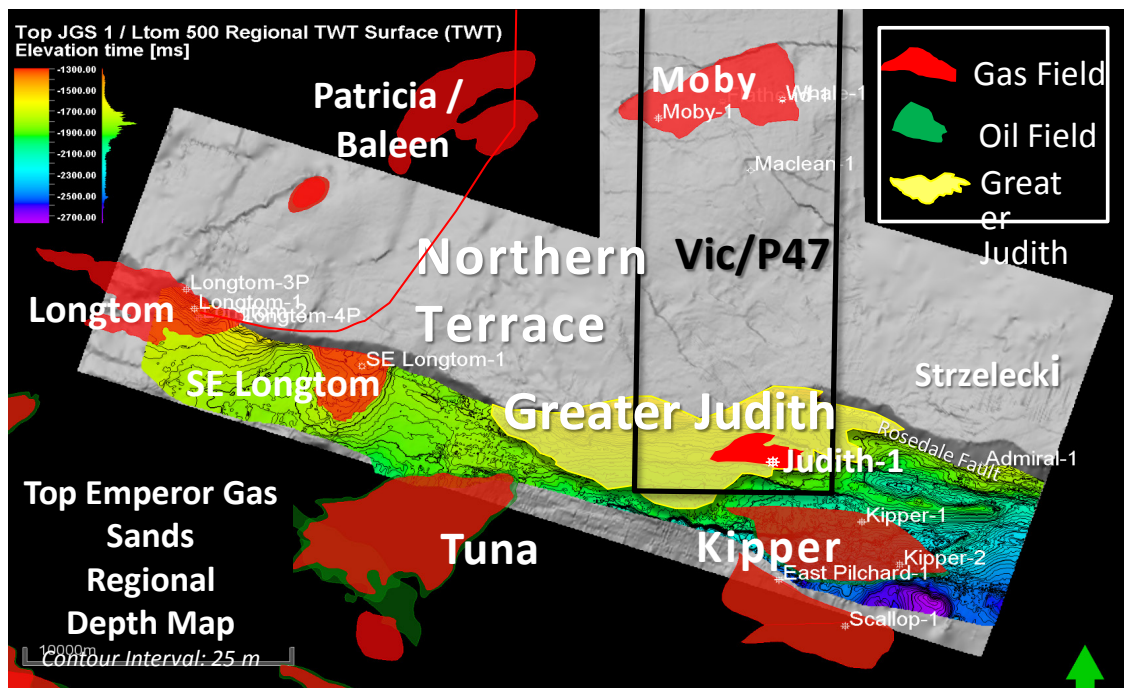 Top JGS 1 / Ltom 500 Regional TWT Surface (TWT)
Elevation time [ms]
-1300.00
-1500.00
-1700.00
-1900.00
-2100.00
-2300.00
-2500.00
-2700.00
Patricia /
Baleen
Moby
Whale-1
Moby-1
Maclean-1
Gas Field
Oil Field
Great
er
Judith
Northern
Terrace
Vic/P47
Longtom
Longtom-3P
Longtom-1
Longtom-4P
SE Longtom-1
SE Longtom
Greater Judith
Strzelecki
Rosedale Fault
Admiral-1
Judith-1
Top Emperor Gas
Sands
Regional
Depth Map
10000m
Contour Interval: 25 m
Tuna
Kipper
Kipper-1
Kipper-2
East Pilchard-1
Scallop-1